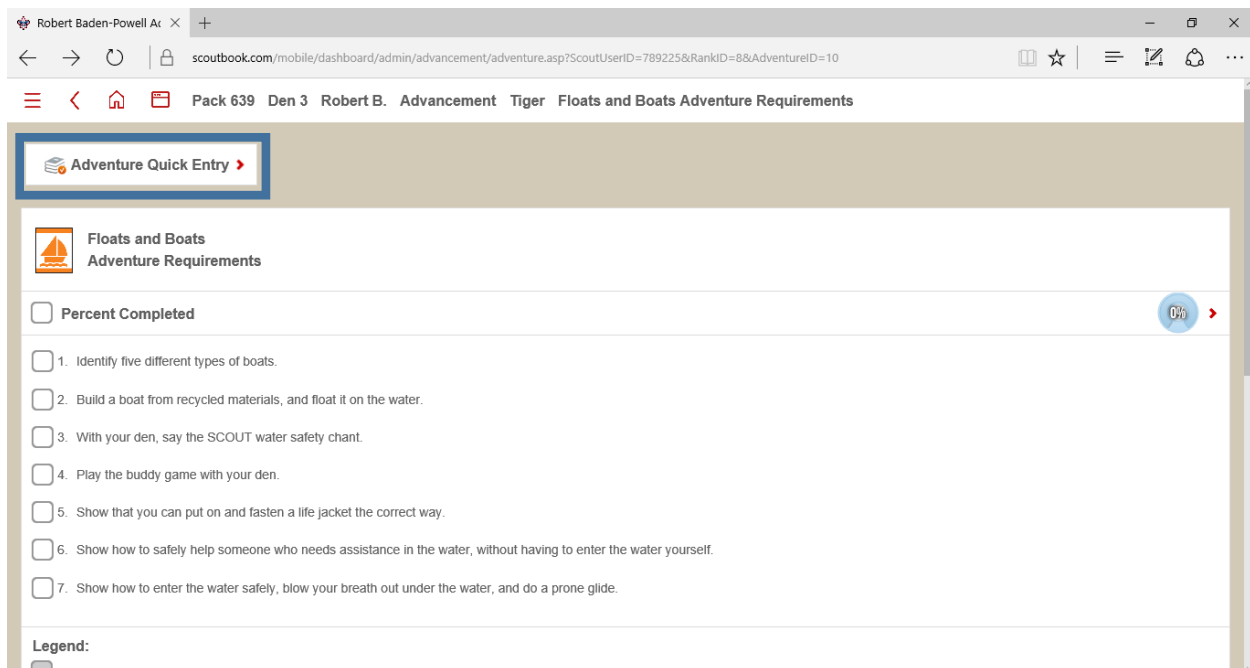 Robert Baden-Powell Ac
scoutbook.com/mobile/dashboard/admin/advancement/adventure.asp?ScoutUserID=789225&RankID=8&AdventureID=10
Pack 639 Den 3 Robert B. Advancement Tiger Floats and Boats Adventure Requirements
Adventure Quick Entry
Floats and Boats
Adventure Requirements
Percent Completed
0%
1. Identify five different types of boats.
2. Build a boat from recycled materials, and float it on the water.
3. With your den, say the SCOUT water safety chant.
4. Play the buddy game with your den.
5. Show that you can put on and fasten a life jacket the correct way.
6. Show how to safely help someone who needs assistance in the water, without having to enter the water yourself.
7. Show how to enter the water safely, blow your breath out under the water, and do a prone glide.
Legend: